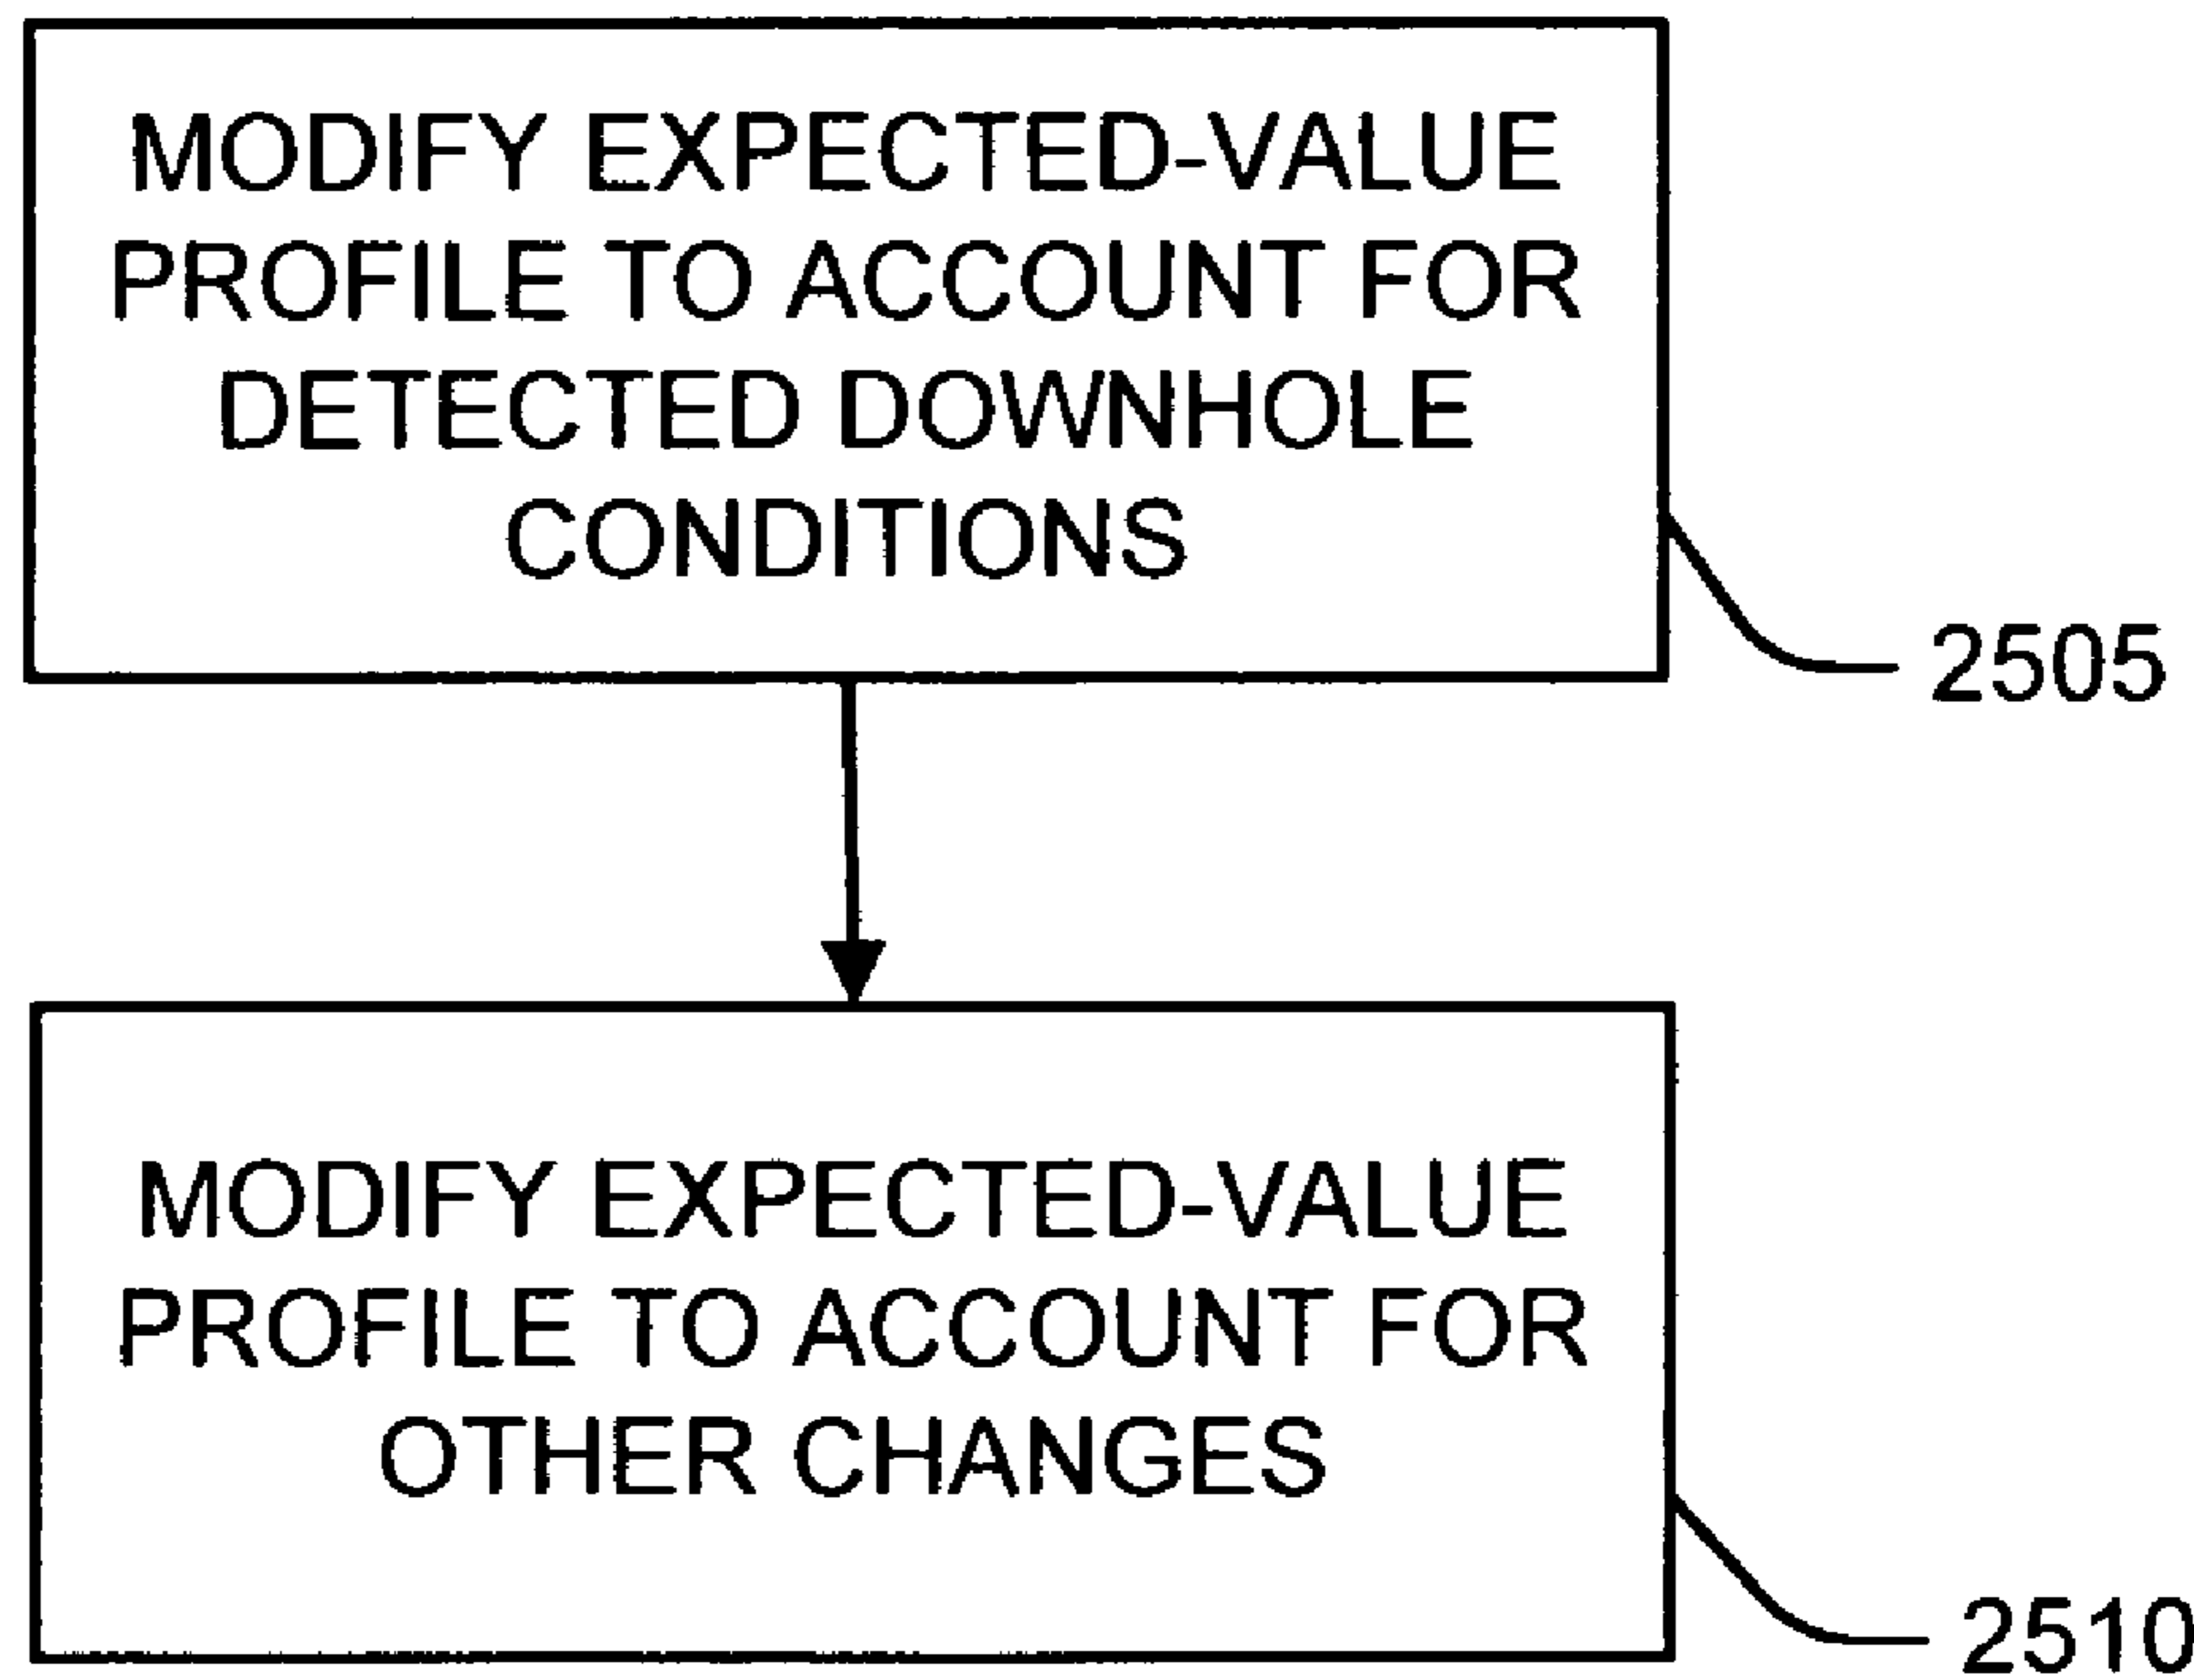 MODIFY EXPECTED-VALUE
PROFILE TO ACCOUNT FOR
DETECTED DOWNHOLE
CONDITIONS
2505
MODIFY EXPECTED-VALUE
PROFILE TO ACCOUNT FOR
OTHER CHANGES
2510